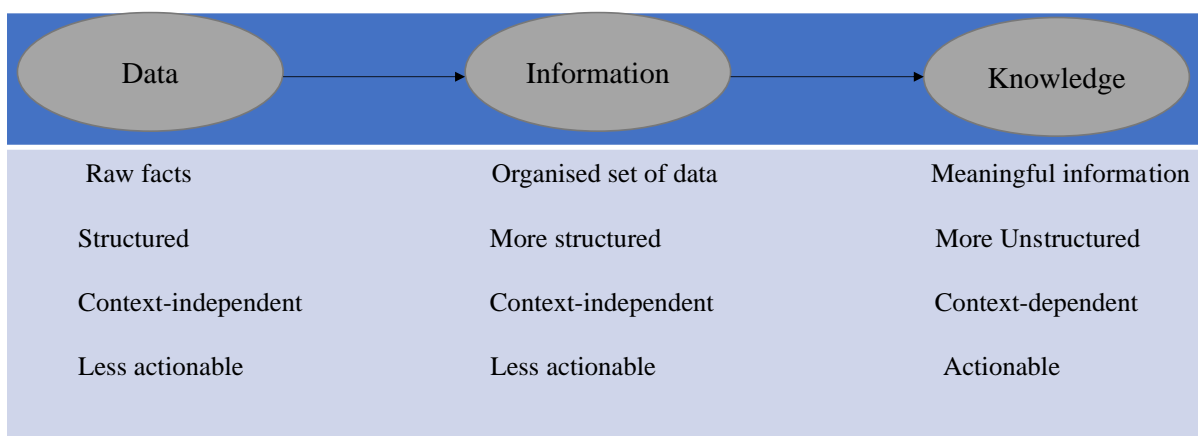 Data Information Knowledge
Raw facts Organised set of data Meaningful information
Structured More structured More Unstructured
Context-independent Context-independent Context-dependent
Less actionable Less actionable Actionable